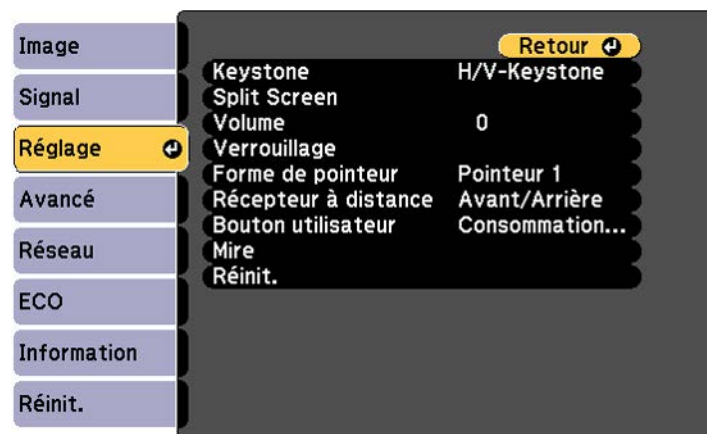 Image
Signal
Réglage
Avancé
Réseau
ECO
Information
Réinit.
Retour
Keystone H/V-Keystone
Split Screen
Volume 0
Verrouillage
Forme de pointeur Pointeur 1
Récepteur à distance Avant/Arrière
Bouton utilisateur Consommation...
Mire
Réinit.